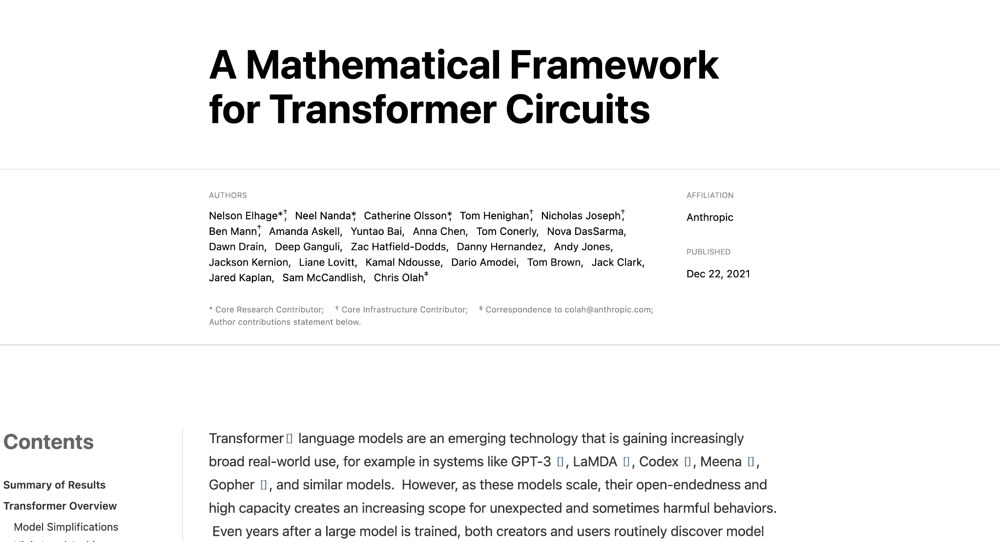 A Mathematical Framework
for Transformer Circuits
AUTHORS
Nelson Elhage*†, Neel Nanda*, Catherine Olsson*, Tom Henighan†, Nicholas Joseph†,
Ben Mann†, Amanda Askell, Yuntao Bai, Anna Chen, Tom Conerly, Nova DasSarma,
Dawn Drain, Deep Ganguli, Zac Hatfield-Dodds, Danny Hernandez, Andy Jones,
Jackson Kernion, Liane Lovitt, Kamal Ndousse, Dario Amodei, Tom Brown, Jack Clark,
Jared Kaplan, Sam McCandlish, Chris Olah‡
* Core Research Contributor; † Core Infrastructure Contributor; ‡ Correspondence to colah@anthropic.com;
Author contributions statement below.
AFFILIATION
Anthropic
PUBLISHED
Dec 22, 2021
Contents
Summary of Results
Transformer Overview
Model Simplifications
Transformer [] language models are an emerging technology that is gaining increasingly
broad real-world use, for example in systems like GPT-3 [], LaMDA [], Codex [], Meena [],
Gopher [], and similar models. However, as these models scale, their open-endedness and
high capacity creates an increasing scope for unexpected and sometimes harmful behaviors.
Even years after a large model is trained, both creators and users routinely discover model